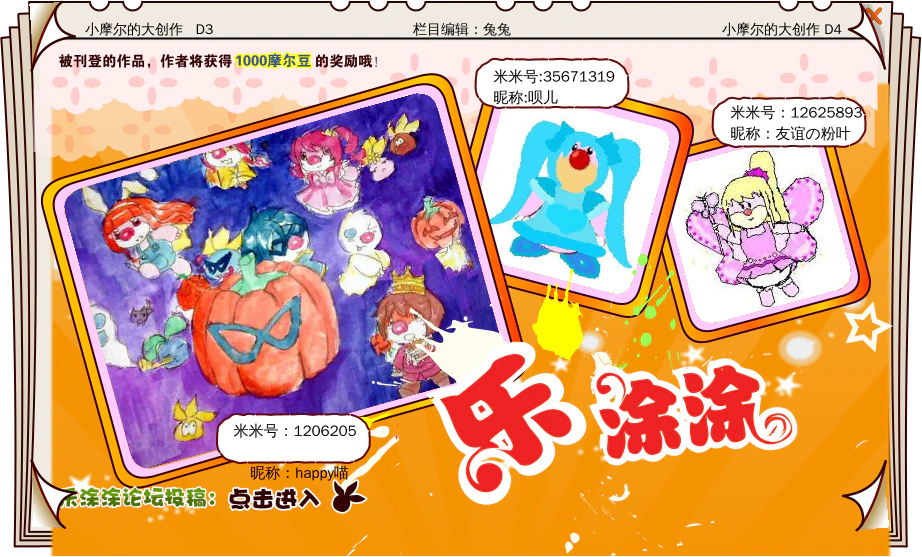 小摩尔的大创作 D3
栏目编辑：兔兔
小摩尔的大创作 D4
被刊登的作品，作者将获得1000摩尔豆的奖励哦！
米米号:35671319
昵称:呗儿
米米号：12625893
昵称：友谊の粉叶
米米号：1206205
昵称：happy喵
乐涂涂
乐涂涂论坛投稿：点击进入